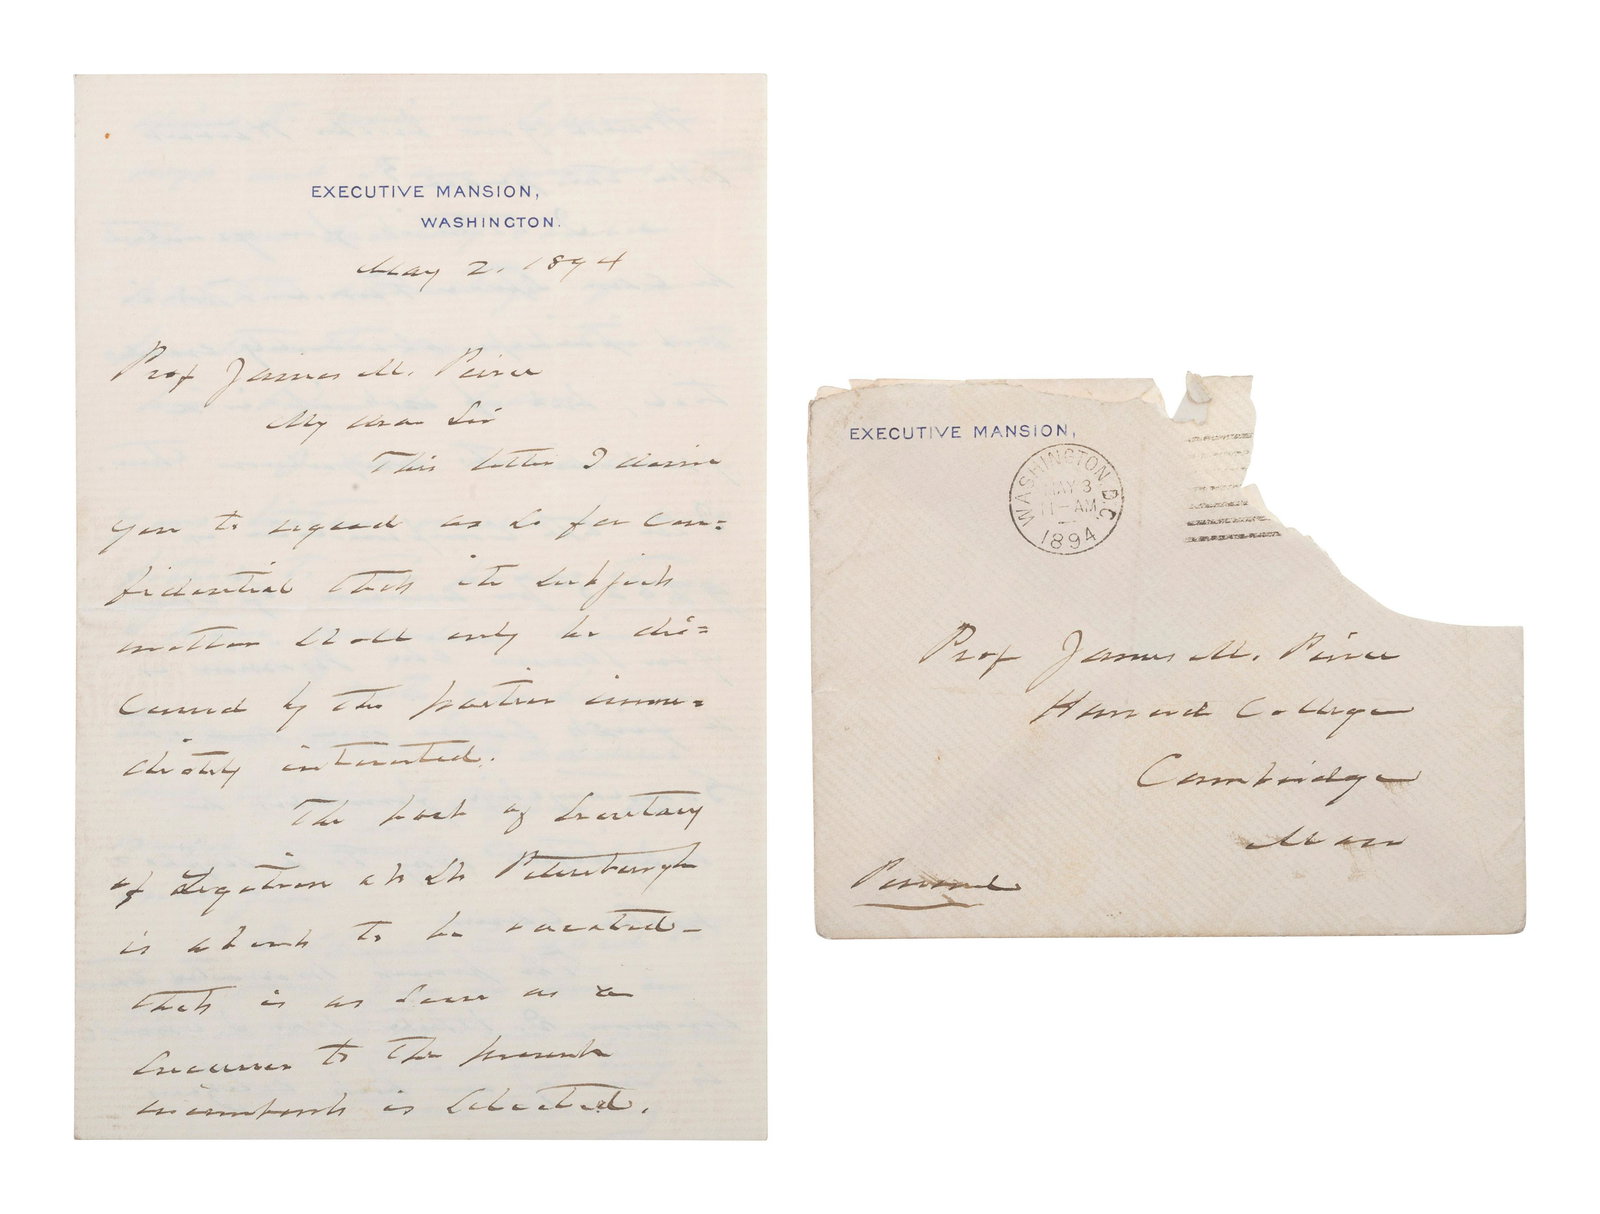 EXECUTIVE MANSION,
WASHINGTON.
May 2. 1894
Prof James M. Peirce
My dear Sir
This letter I desire
you to regard as so far con=
fidential that its subject
matter shall only be dis=
cussed by the parties imme=
diately interested.
The post of Secretary
of Legation at St Petersburgh
is about to be vacated—
that is as soon as a
successor to the present
incumbent is selected.
EXECUTIVE MANSION,
WASHINGTON, D.C.
MAY 3
11-AM
1894
Prof James M. Peirce
Harvard College
Cambridge
Mass
Personal